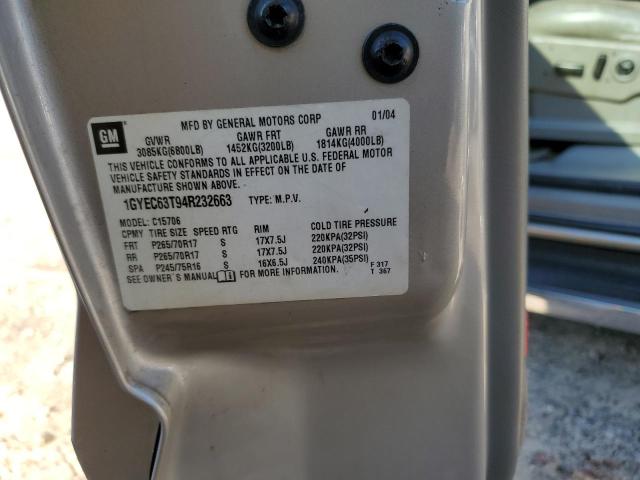 GM
MFD BY GENERAL MOTORS CORP 01/04
GVWR GAWR FRT GAWR RR
3085KG(6800LB) 1452KG(3200LB) 1814KG(4000LB)
THIS VEHICLE CONFORMS TO ALL APPLICABLE U.S. FEDERAL MOTOR
VEHICLE SAFETY STANDARDS IN EFFECT ON THE DATE OF
MANUFACTURE SHOWN ABOVE.
1GYEC63T94R232663 TYPE: M.P.V.
MODEL: C15706
CPMY TIRE SIZE SPEED RTG RIM COLD TIRE PRESSURE
FRT P265/70R17 S 17X7.5J 220KPA(32PSI)
RR P265/70R17 S 17X7.5J 220KPA(32PSI)
SPA P245/75R16 S 16X6.5J 240KPA(35PSI)
SEE OWNER'S MANUAL FOR MORE INFORMATION.
F 317
T 367